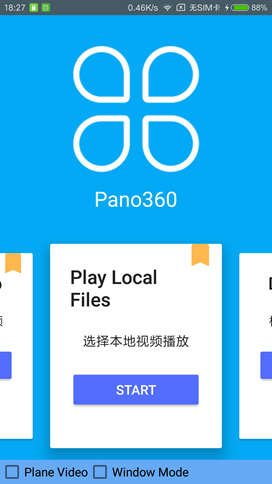 18:27 0.46K/s 无SIM卡 88%
Pano360
Play Local
Files
选择本地视频播放
START
Plane Video Window Mode